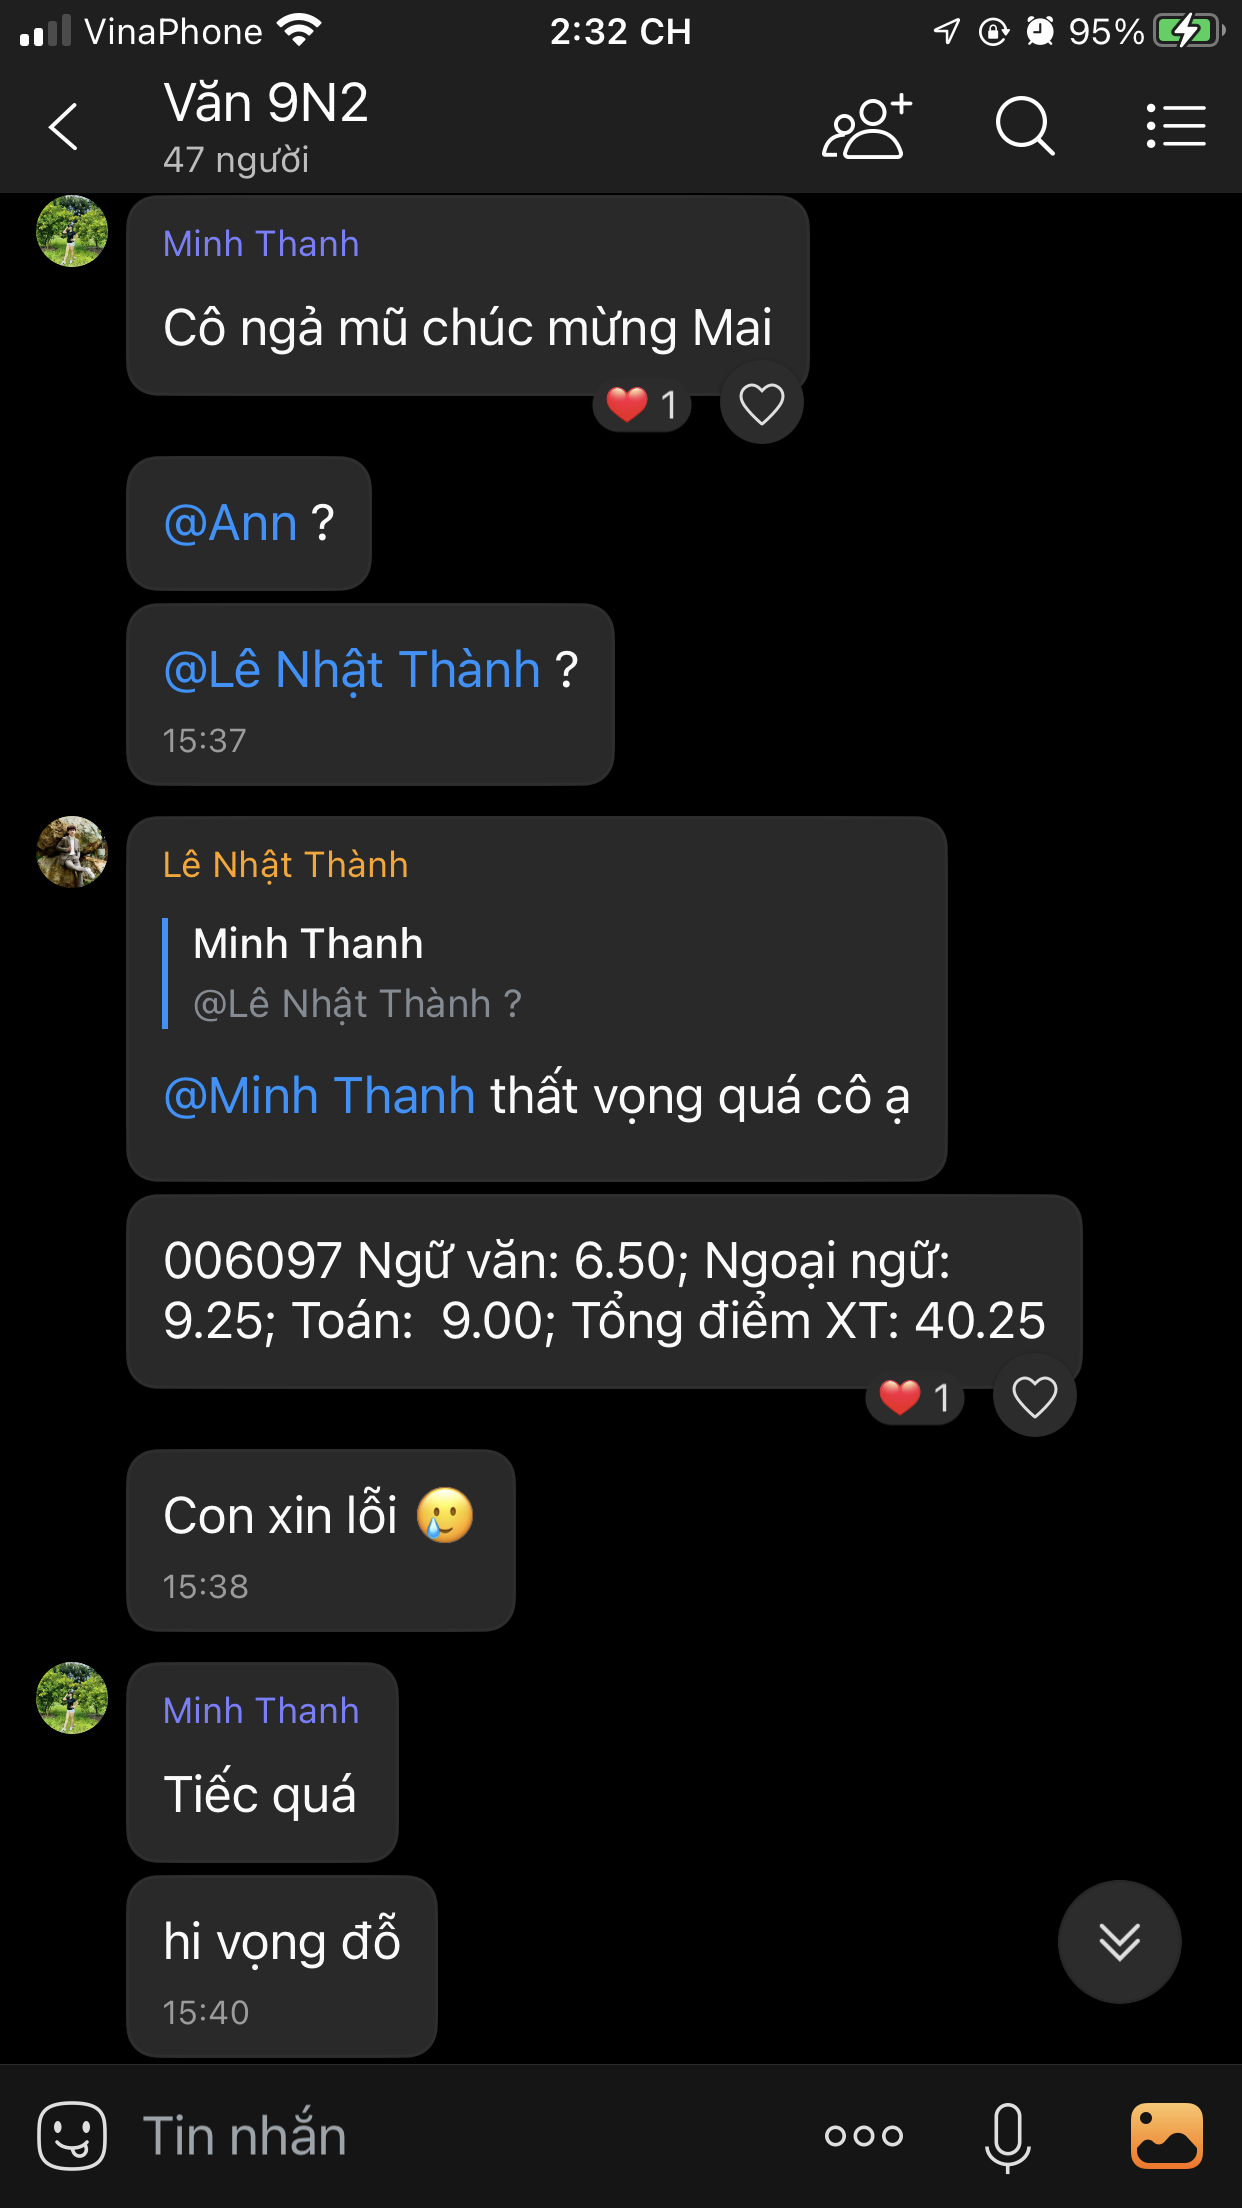 VinaPhone
2:32 CH
95%
Văn 9N2
47 người
Minh Thanh
Cô ngả mũ chúc mừng Mai
1
@Ann ?
@Lê Nhật Thành ?
15:37
Lê Nhật Thành
Minh Thanh
@Lê Nhật Thành ?
@Minh Thanh thất vọng quá cô ạ
006097 Ngữ văn: 6.50; Ngoại ngữ:
9.25; Toán:  9.00; Tổng điểm XT: 40.25
1
Con xin lỗi 🥲
15:38
Minh Thanh
Tiếc quá
hi vọng đỗ
15:40
Tin nhắn